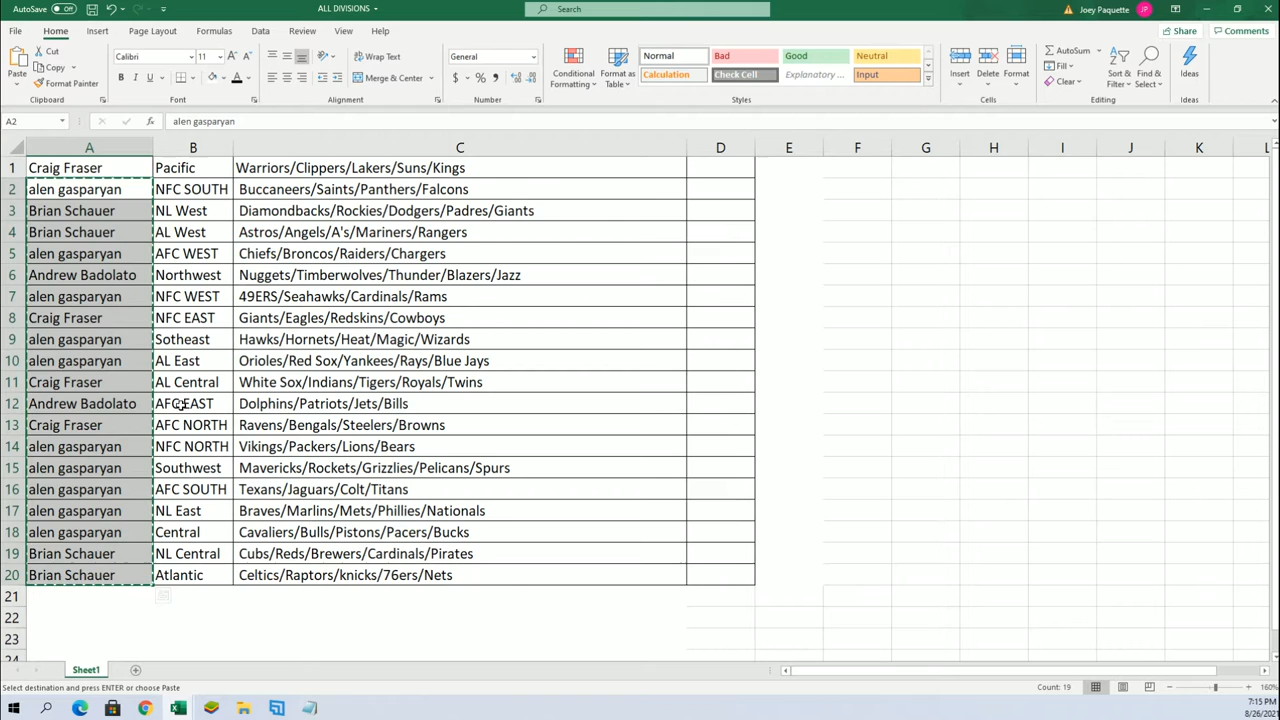 AutoSave Off ALL DIVISIONS Search Joey Paquette JP
File Home Insert Page Layout Formulas Data Review View Help Share Comments
Cut Calibri 11 Wrap Text General Normal Bad Good Neutral AutoSum
Copy Fill
Paste Format Painter Merge & Center Conditional Formatting Format as Table Calculation Check Cell Explanatory ... Input Insert Delete Format Clear Sort & Filter Find & Select Ideas
Clipboard Font Alignment Number Styles Cells Editing Ideas
A2 fx alen gasparyan
A B C D E F G H I J K L
1 Craig Fraser Pacific Warriors/Clippers/Lakers/Suns/Kings
2 alen gasparyan NFC SOUTH Buccaneers/Saints/Panthers/Falcons
3 Brian Schauer NL West Diamondbacks/Rockies/Dodgers/Padres/Giants
4 Brian Schauer AL West Astros/Angels/A's/Mariners/Rangers
5 alen gasparyan AFC WEST Chiefs/Broncos/Raiders/Chargers
6 Andrew Badolato Northwest Nuggets/Timberwolves/Thunder/Blazers/Jazz
7 alen gasparyan NFC WEST 49ERS/Seahawks/Cardinals/Rams
8 Craig Fraser NFC EAST Giants/Eagles/Redskins/Cowboys
9 alen gasparyan Sotheast Hawks/Hornets/Heat/Magic/Wizards
10 alen gasparyan AL East Orioles/Red Sox/Yankees/Rays/Blue Jays
11 Craig Fraser AL Central White Sox/Indians/Tigers/Royals/Twins
12 Andrew Badolato AFC EAST Dolphins/Patriots/Jets/Bills
13 Craig Fraser AFC NORTH Ravens/Bengals/Steelers/Browns
14 alen gasparyan NFC NORTH Vikings/Packers/Lions/Bears
15 alen gasparyan Southwest Mavericks/Rockets/Grizzlies/Pelicans/Spurs
16 alen gasparyan AFC SOUTH Texans/Jaguars/Colt/Titans
17 alen gasparyan NL East Braves/Marlins/Mets/Phillies/Nationals
18 alen gasparyan Central Cavaliers/Bulls/Pistons/Pacers/Bucks
19 Brian Schauer NL Central Cubs/Reds/Brewers/Cardinals/Pirates
20 Brian Schauer Atlantic Celtics/Raptors/knicks/76ers/Nets
21
22
23
24
Sheet1
Select destination and press ENTER or choose Paste Count: 19 160%
7:15 PM
8/26/2021